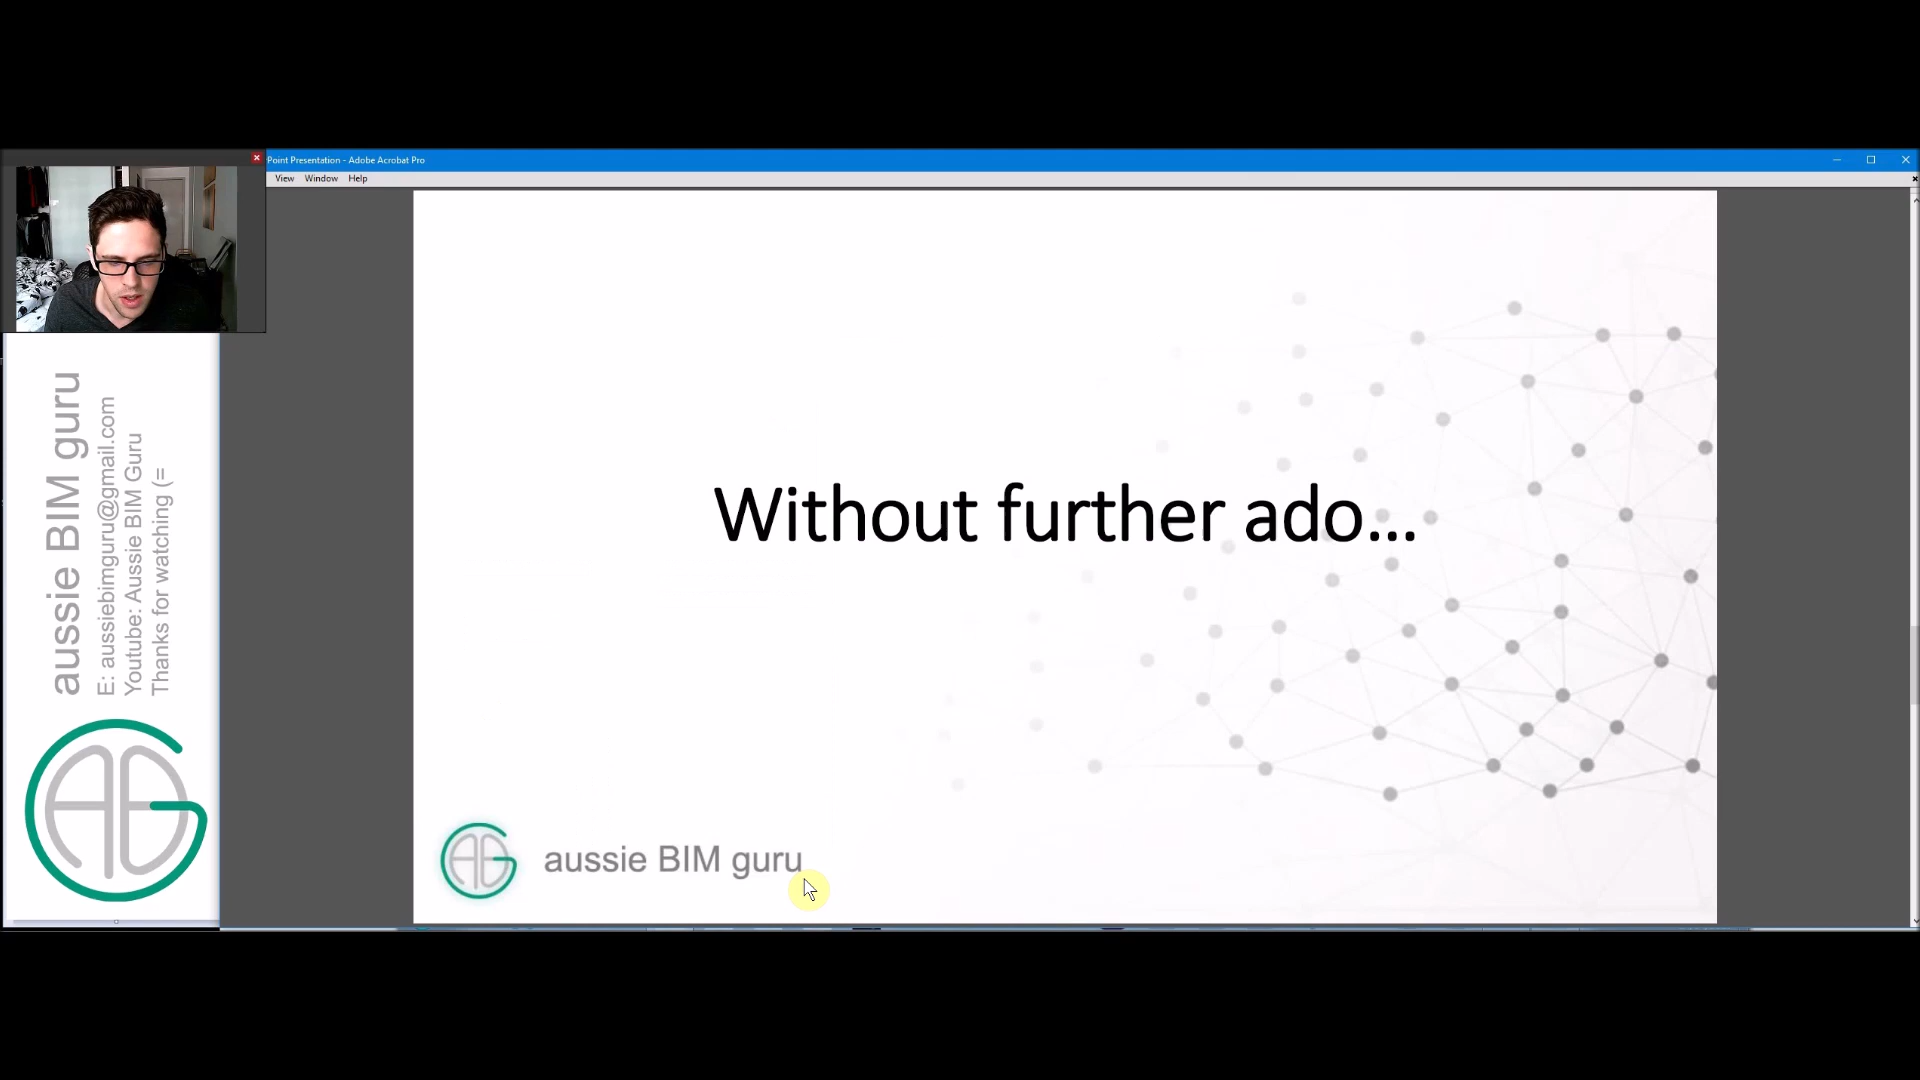 Point Presentation - Adobe Acrobat Pro
View Window Help
Without further ado...
aussie BIM guru
aussie BIM guru
E: aussiebimguru@gmail.com
Youtube: Aussie BIM Guru
Thanks for watching (=